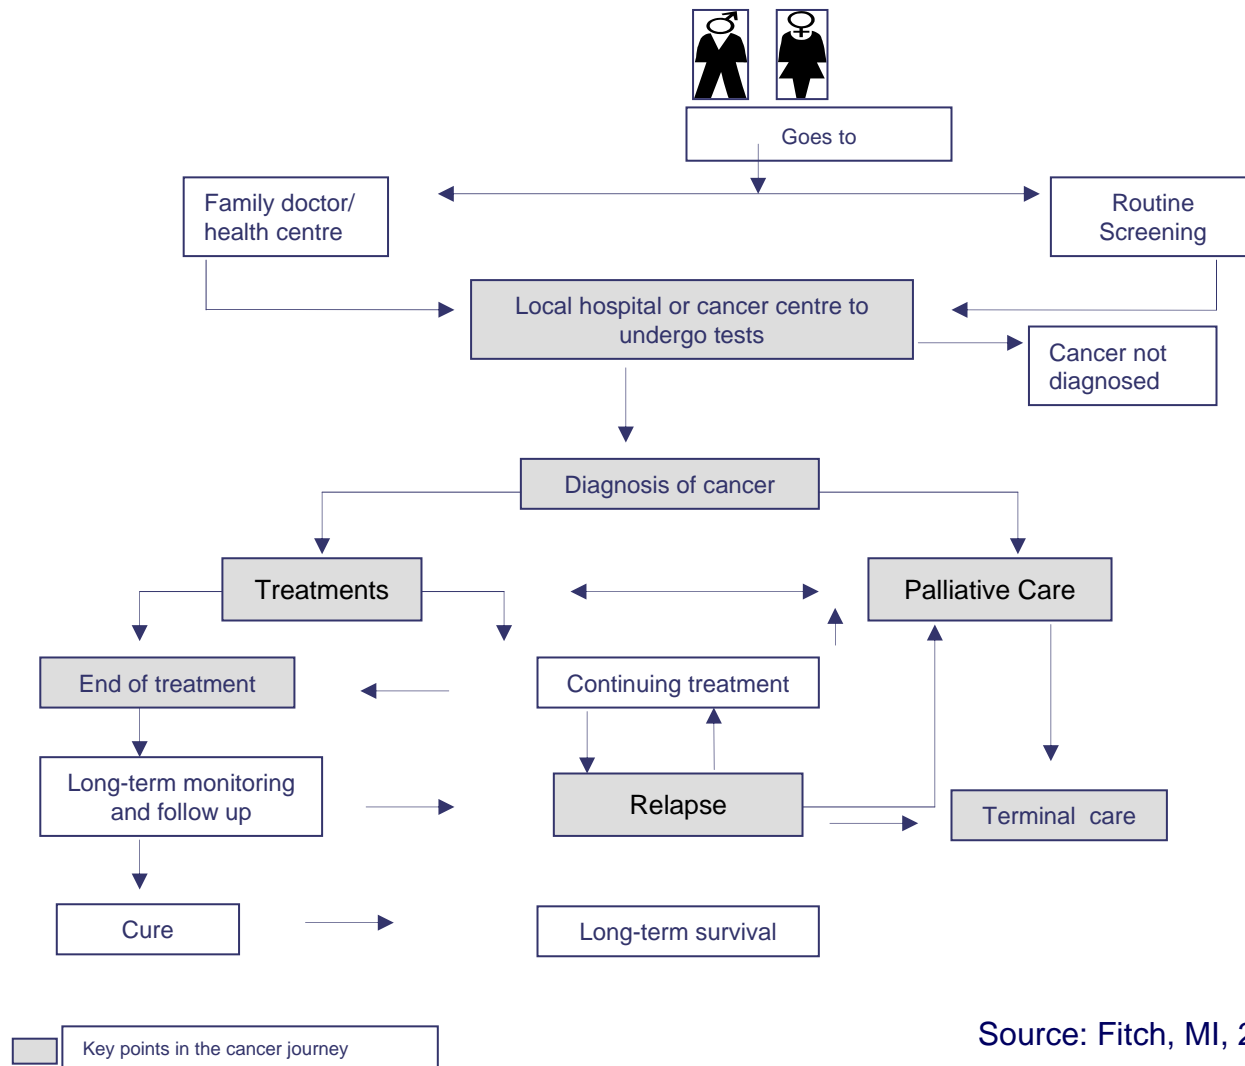 Goes to
Family doctor/
health centre
Routine
Screening
Local hospital or cancer centre to
undergo tests
Cancer not
diagnosed
Diagnosis of cancer
Treatments
Palliative Care
End of treatment
Continuing treatment
Long-term monitoring
and follow up
Relapse
Terminal care
Cure
Long-term survival
Key points in the cancer journey
Source: Fitch, MI,